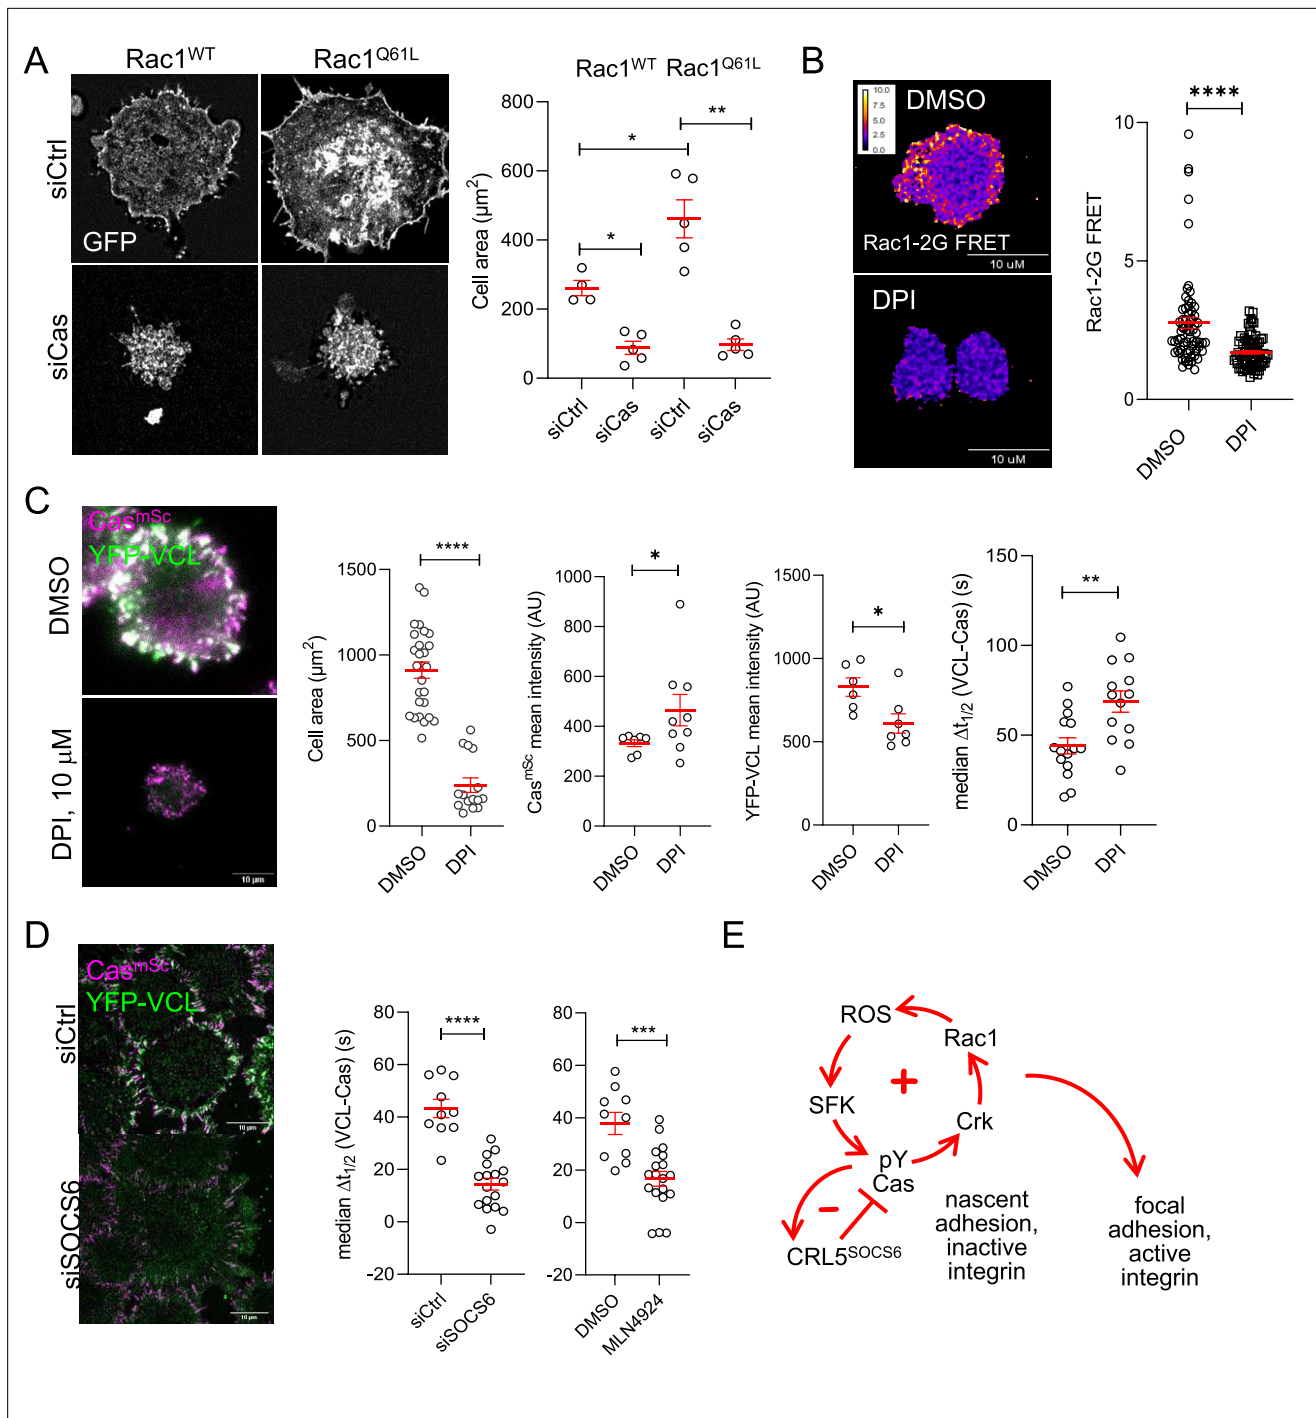 A
Rac1WT
Rac1Q61L
siCtrl
siCas
GFP
Rac1WT
Rac1Q61L
Cell area (µm2)
800
600
400
200
0
*
*
**
siCtrl
siCas
siCtrl
siCas
B
10.0
7.5
5.0
2.5
0.0
DMSO
Rac1-2G FRET
10 uM
DPI
10 uM
Rac1-2G FRET
10
5
0
****
DMSO
DPI
C
DMSO
DPI, 10 µM
CasmSc
YFP-VCL
10 µm
Cell area (µm2)
1500
1000
500
0
****
DMSO
DPI
CasmSc mean intensity (AU)
1000
800
600
400
200
0
*
DMSO
DPI
YFP-VCL mean intensity (AU)
1500
1000
500
0
*
DMSO
DPI
median Δt1/2 (VCL-Cas) (s)
150
100
50
0
**
DMSO
DPI
D
siCtrl
siSOCS6
CasmSc
YFP-VCL
10 µm
10 µm
median Δt1/2 (VCL-Cas) (s)
80
60
40
20
0
-20
****
siCtrl
siSOCS6
80
60
40
20
0
-20
***
DMSO
MLN4924
E
ROS
Rac1
+
SFK
Crk
pY
Cas
–
CRL5SOCS6
nascent
adhesion,
inactive
integrin
focal
adhesion,
active
integrin